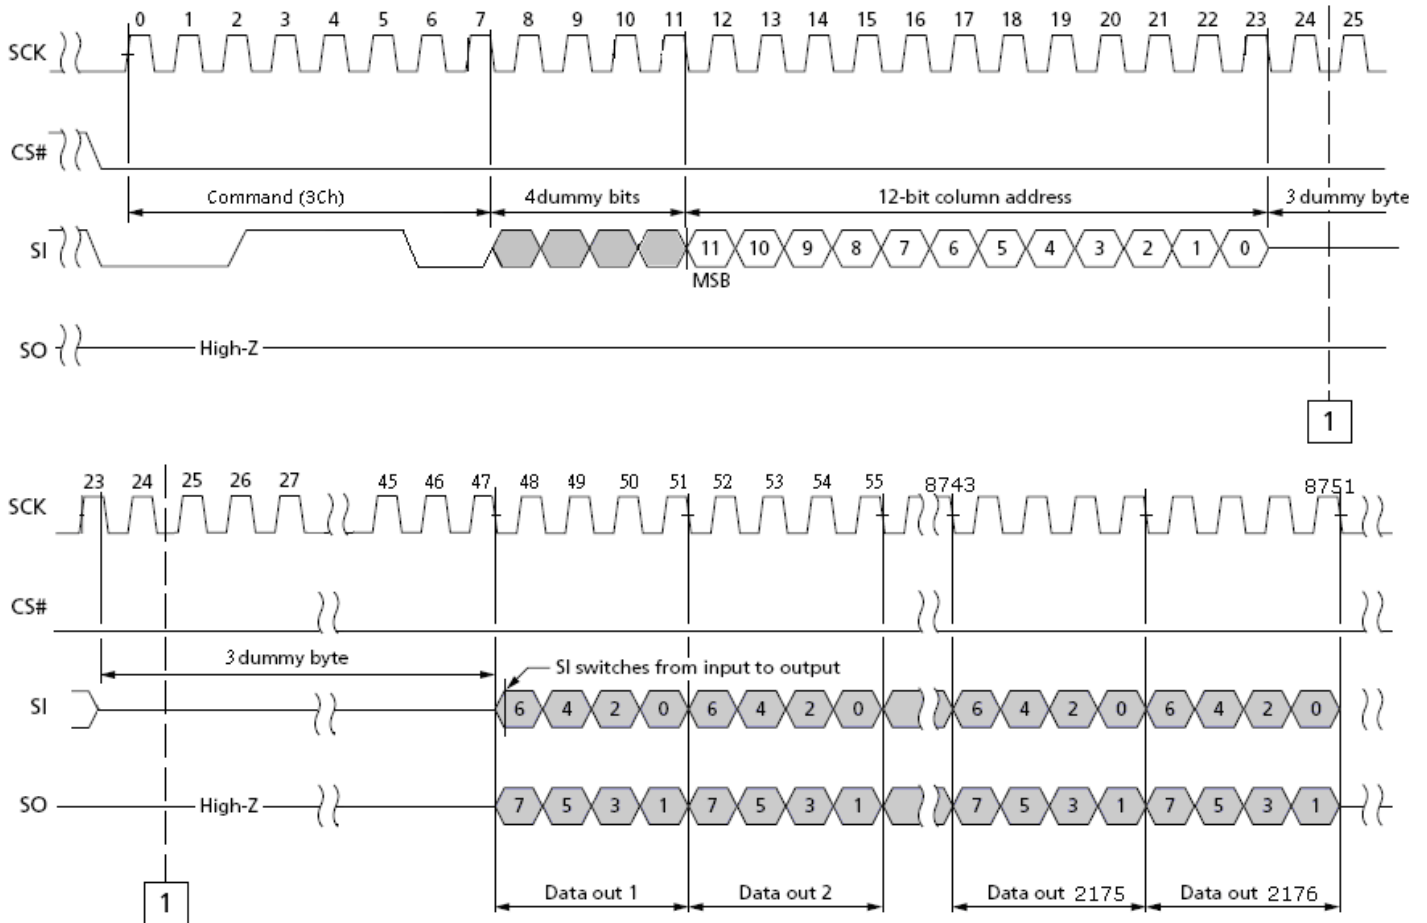 0 1 2 3 4 5 6 7 8 9 10 11 12 13 14 15 16 17 18 19 20 21 22 23 24 25
SCK
CS#
Command (3Ch) 4 dummy bits 12-bit column address 3 dummy byte
SI 11 10 9 8 7 6 5 4 3 2 1 0
MSB
SO High-Z
1
23 24 25 26 27 45 46 47 48 49 50 51 52 53 54 55 8743 8751
SCK
CS#
3 dummy byte
SI switches from input to output
SI 6 4 2 0 6 4 2 0 6 4 2 0 6 4 2 0
SO High-Z 7 5 3 1 7 5 3 1 7 5 3 1 7 5 3 1
1 Data out 1 Data out 2 Data out 2175 Data out 2176